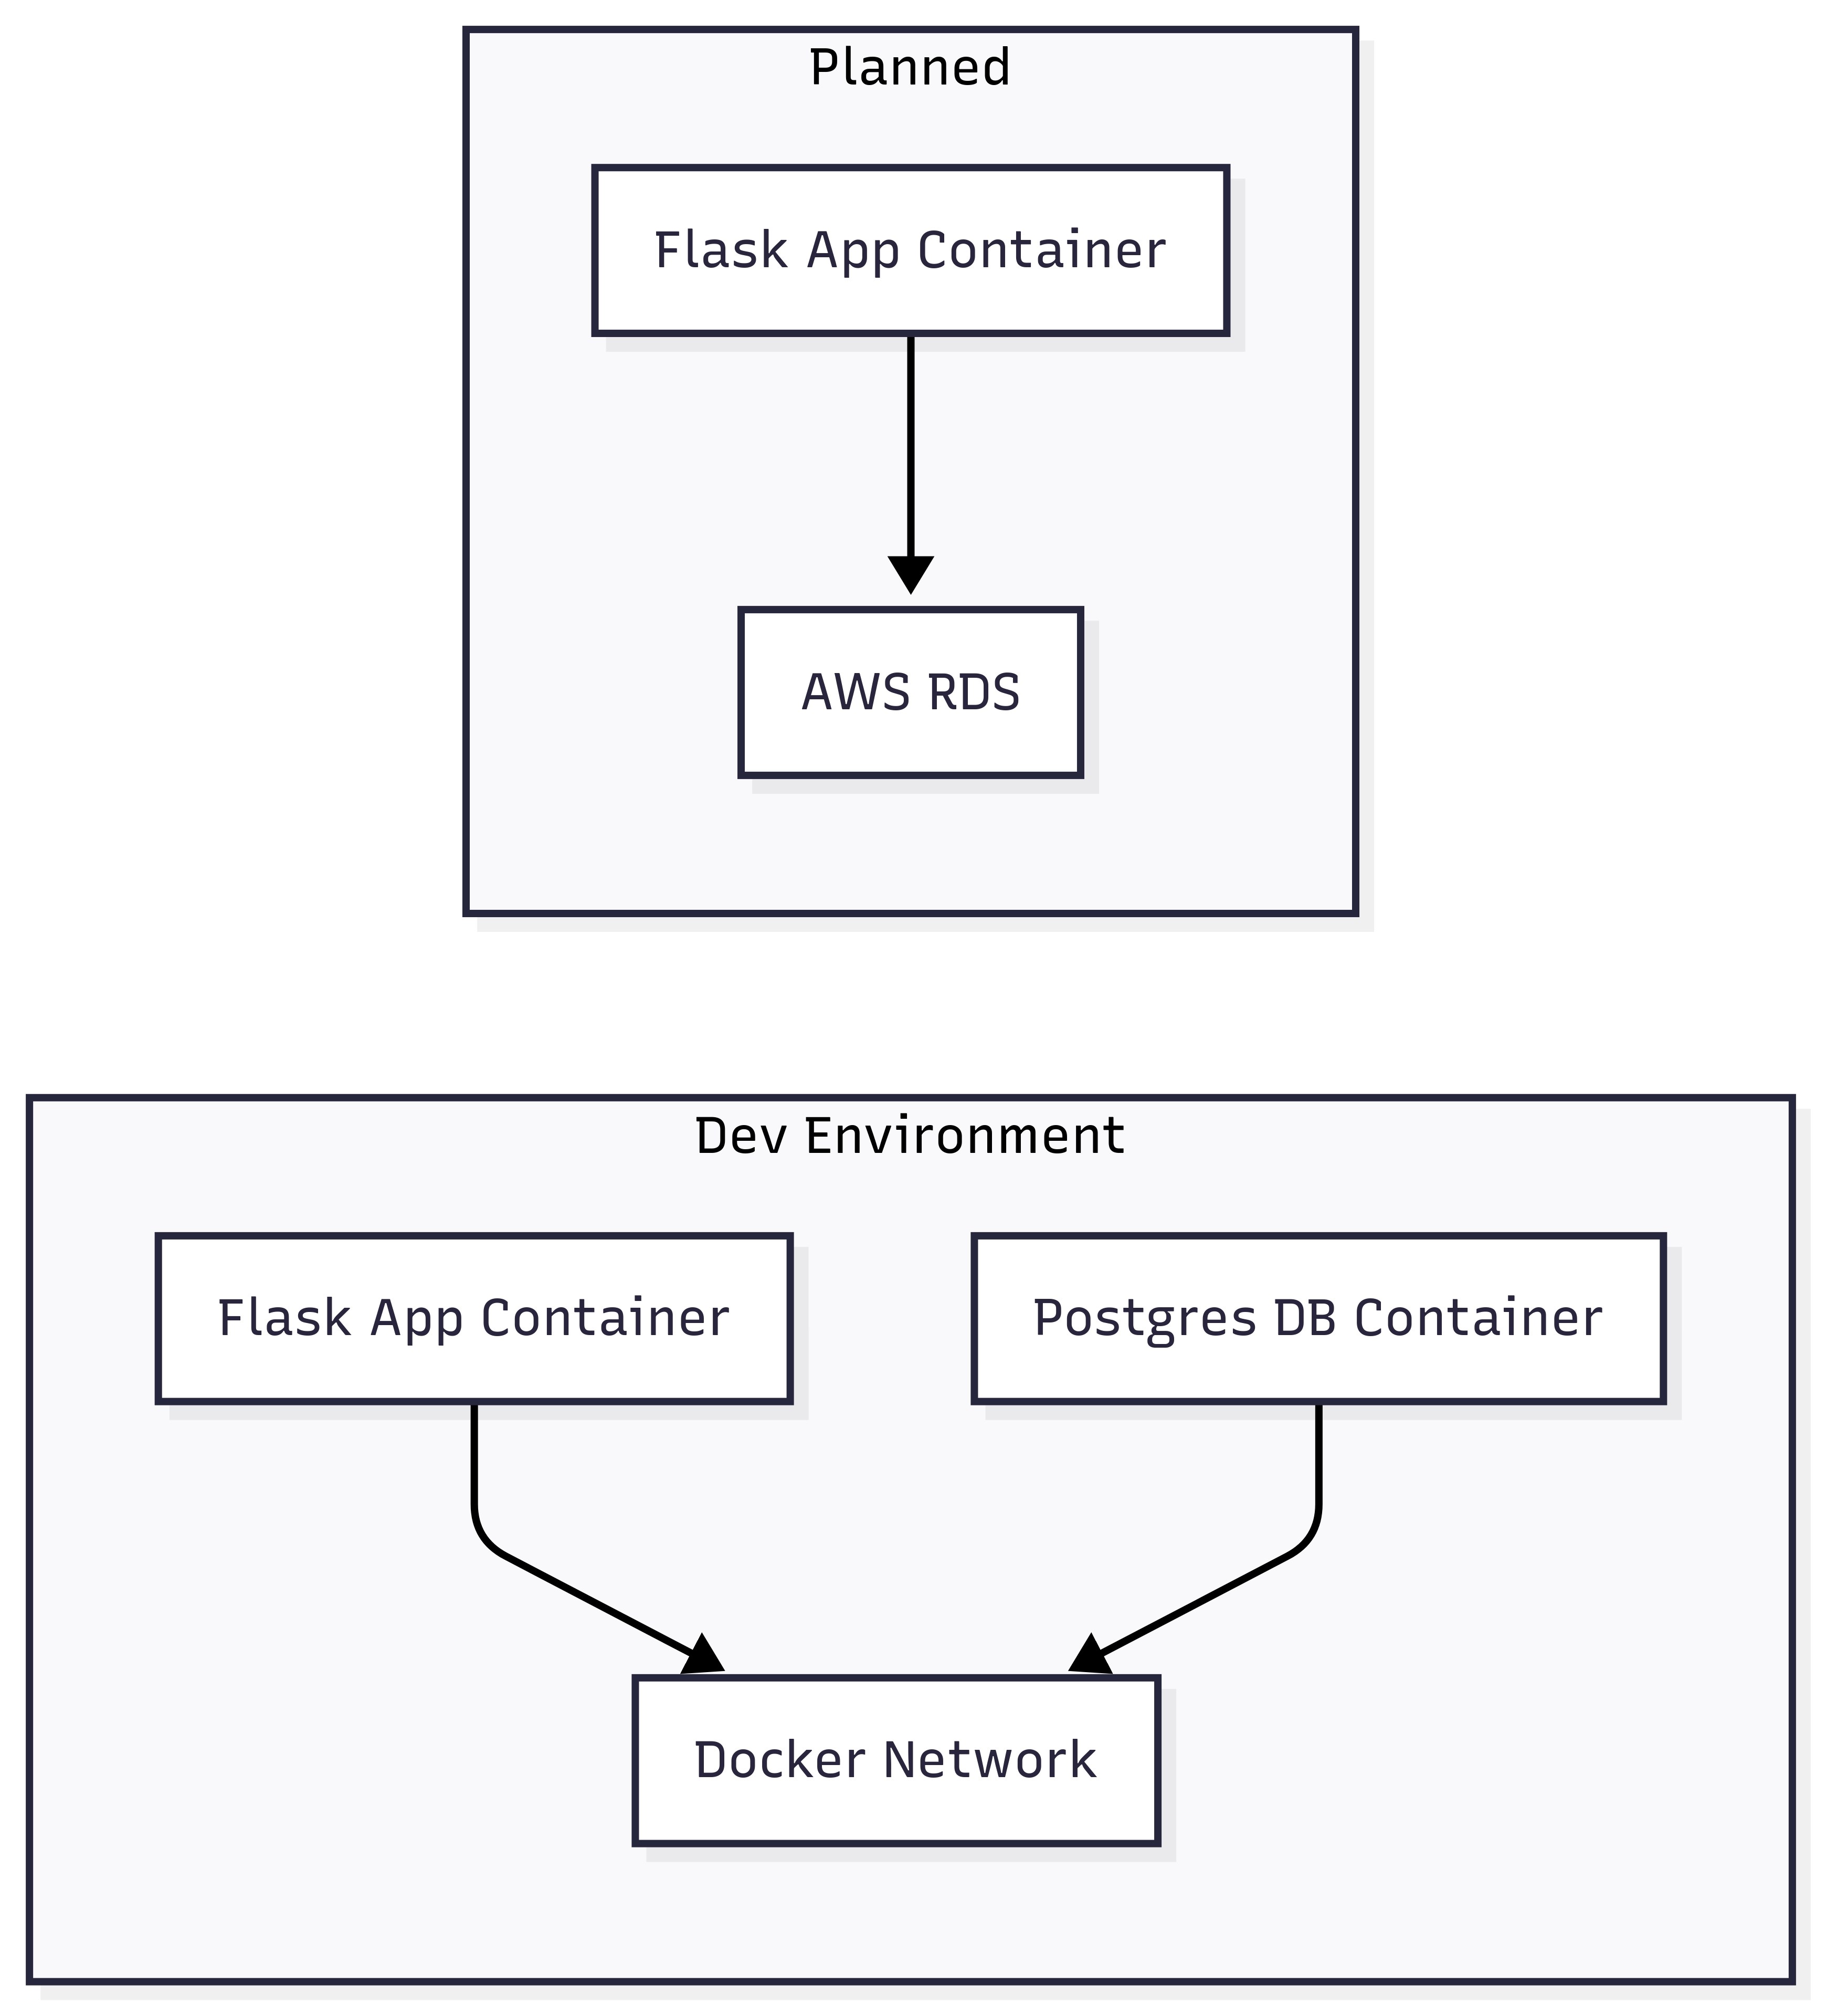 Planned
Flask App Container
AWS RDS
Dev Environment
Flask App Container
Postgres DB Container
Docker Network